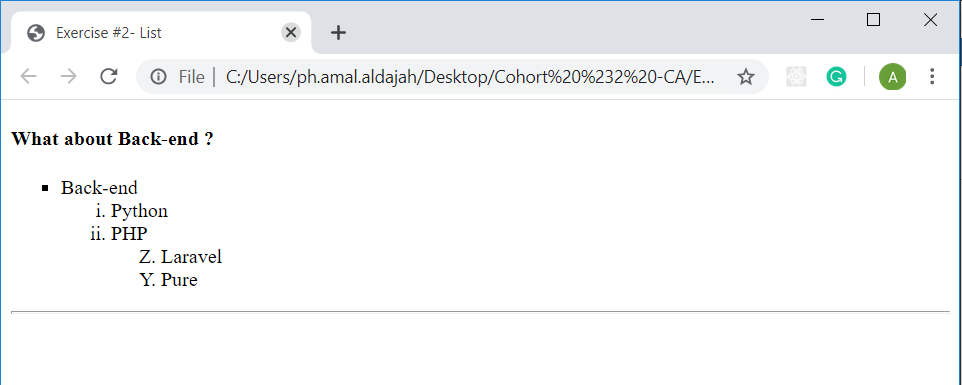 Exercise #2- List
File | C:/Users/ph.amal.aldajah/Desktop/Cohort%20%232%20-CA/E...
A
What about Back-end ?
▪ Back-end
i. Python
ii. PHP
Z. Laravel
Y. Pure